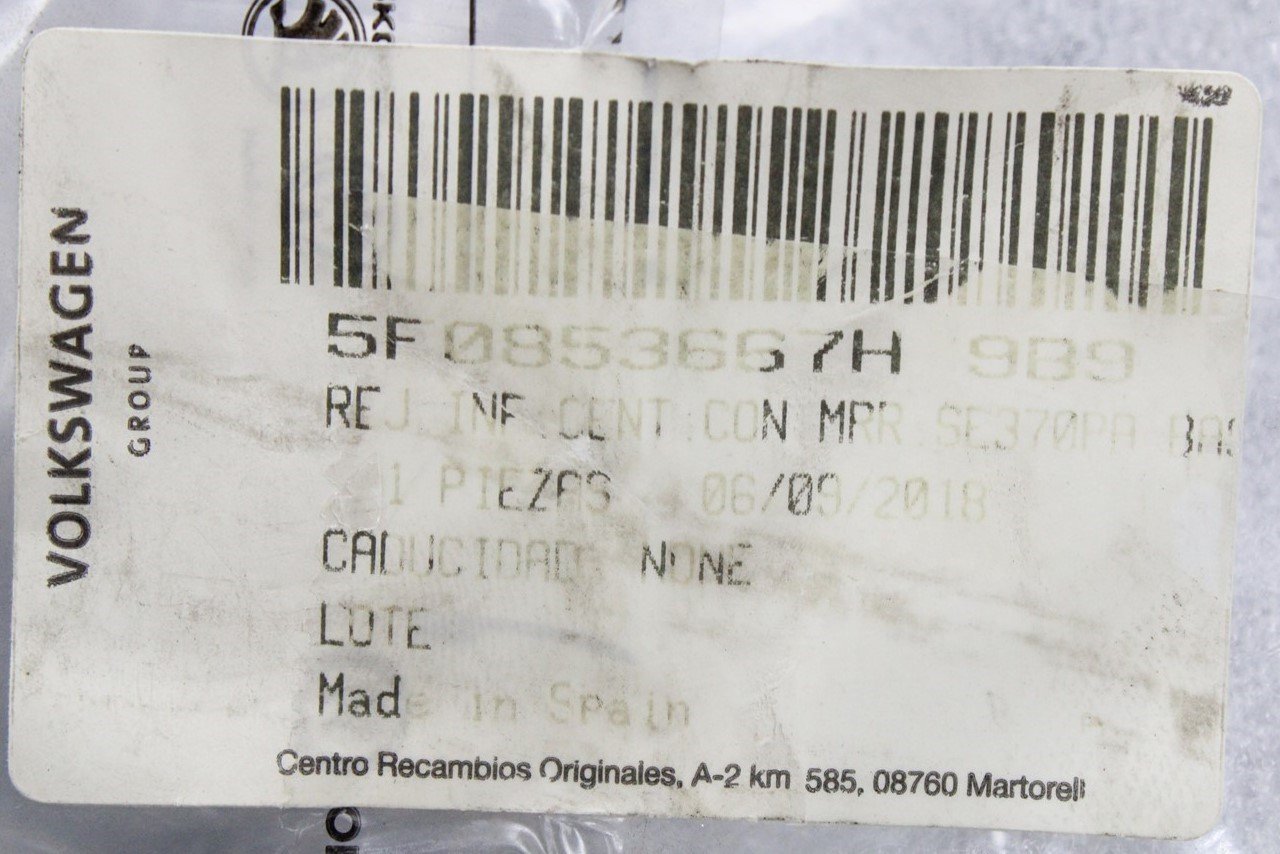 VOLKSWAGEN
GROUP
5F0853667H 9B9
REJ.INF.CENT.CON MRR SE370PA BAS
1 PIEZAS 06/09/2018
CADUCIDAD: NONE
LOTE
Made in Spain
Centro Recambios Originales, A-2 km 585, 08760 Martorell